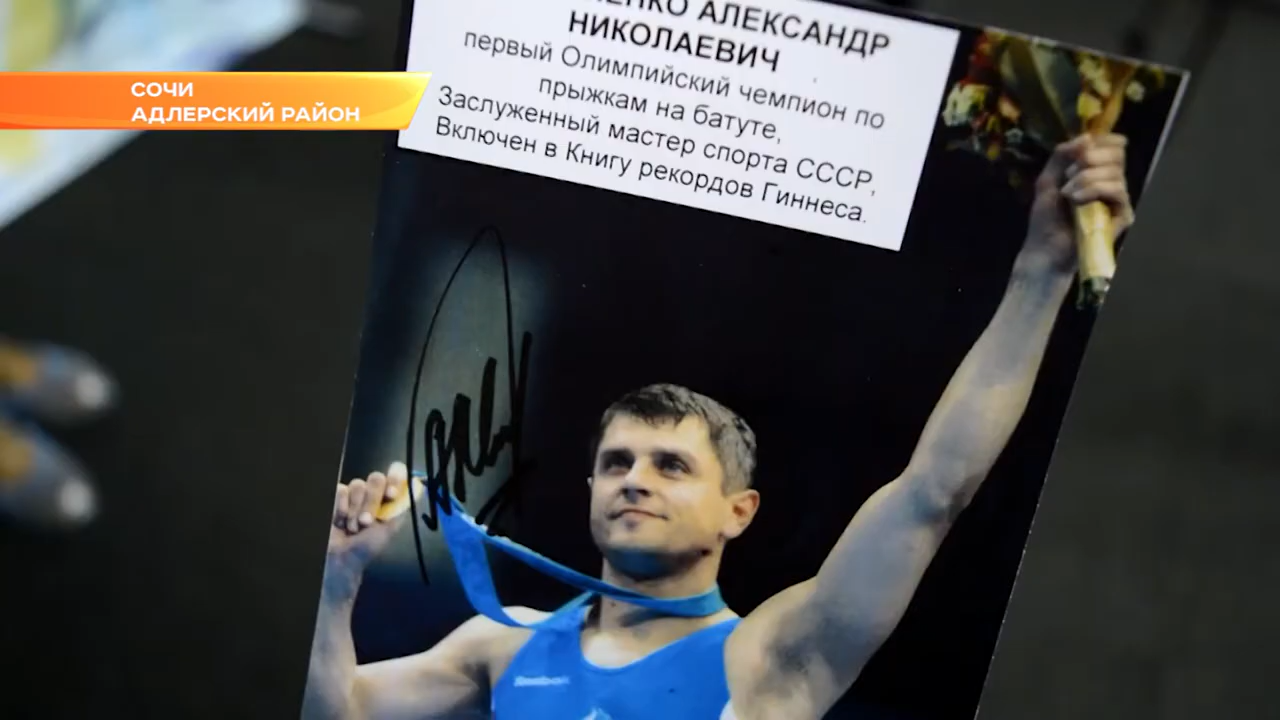 ЕНКО АЛЕКСАНДР
НИКОЛАЕВИЧ
первый Олимпийский чемпион по
прыжкам на батуте,
Заслуженный мастер спорта СССР,
Включен в Книгу рекордов Гиннеса.
СОЧИ
АДЛЕРСКИЙ РАЙОН
Reebok